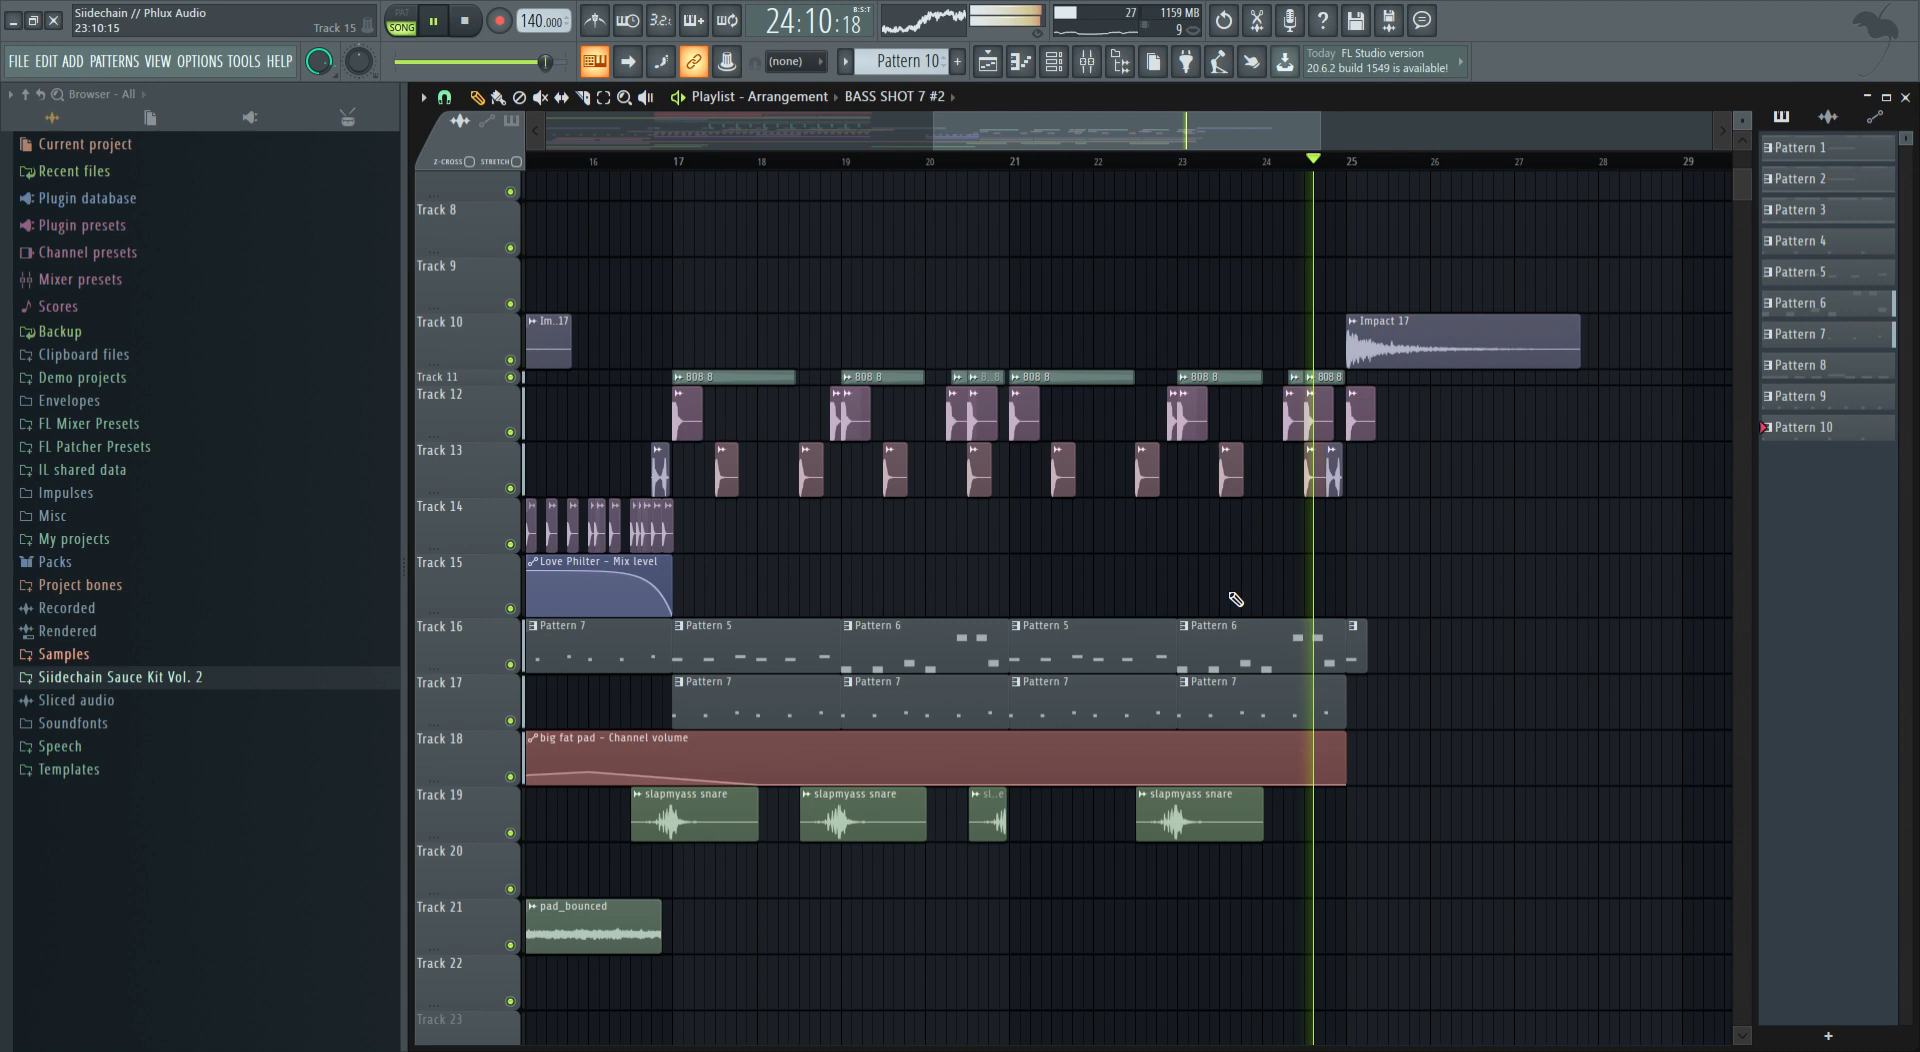 Siidechain // Phlux Audio
23:10:15
Track 15
PAT
SONG
140.000
3.2.
24:10:18
B:S:T
27
1159 MB
9
FILE EDIT ADD PATTERNS VIEW OPTIONS TOOLS HELP
(none)
Pattern 10
Today FL Studio version
20.6.2 build 1549 is available!
Browser - All
Current project
Recent files
Plugin database
Plugin presets
Channel presets
Mixer presets
Scores
Backup
Clipboard files
Demo projects
Envelopes
FL Mixer Presets
FL Patcher Presets
IL shared data
Impulses
Misc
My projects
Packs
Project bones
Recorded
Rendered
Samples
Siidechain Sauce Kit Vol. 2
Sliced audio
Soundfonts
Speech
Templates
Playlist - Arrangement
BASS SHOT 7 #2
Z-CROSS
STRETCH
16 17 18 19 20 21 22 23 24 25 26 27 28 29
Track 8
Track 9
Track 10
Im..17
Impact 17
Track 11
808 8
808 8
8...8
808 8
808 8
808 8
Track 12
Track 13
Track 14
Track 15
Love Philter - Mix level
Track 16
Pattern 7
Pattern 5
Pattern 6
Pattern 5
Pattern 6
Track 17
Pattern 7
Pattern 7
Pattern 7
Pattern 7
Track 18
big fat pad - Channel volume
Track 19
slapmyass snare
slapmyass snare
sl...e
slapmyass snare
Track 20
Track 21
pad_bounced
Track 22
Track 23
Pattern 1
Pattern 2
Pattern 3
Pattern 4
Pattern 5
Pattern 6
Pattern 7
Pattern 8
Pattern 9
Pattern 10